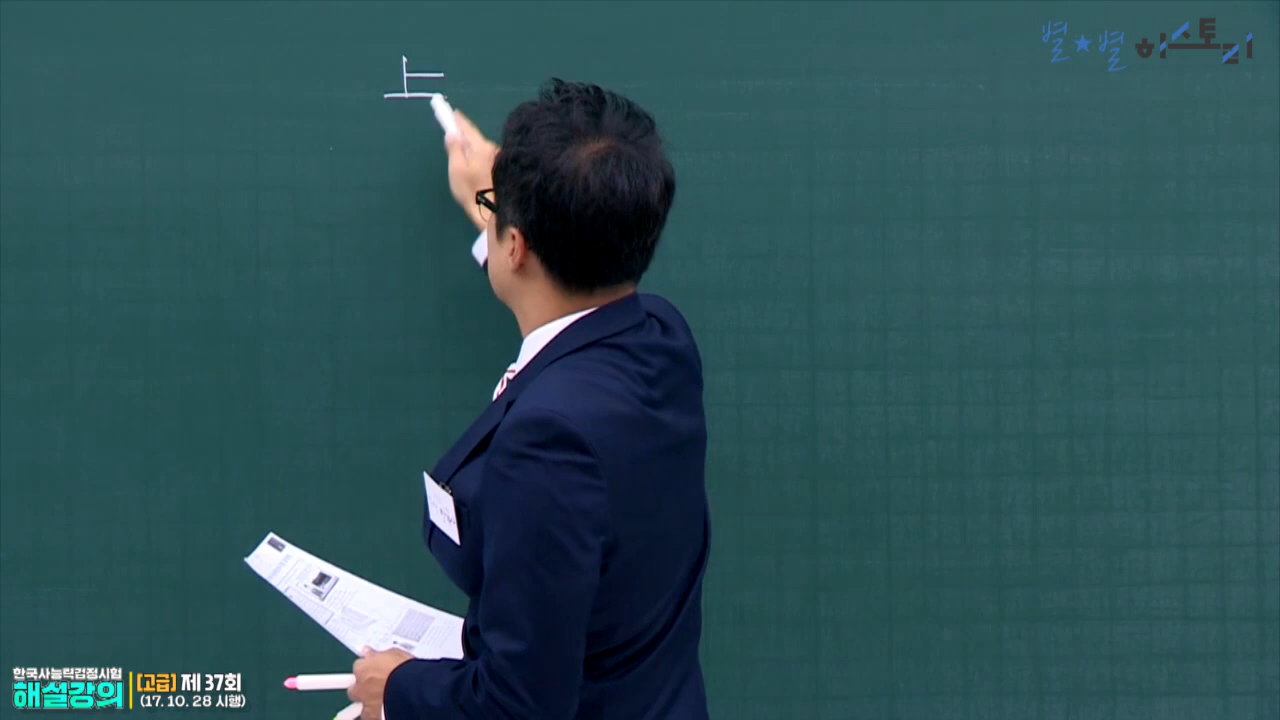 上
별★별 히스토리
한국사능력검정시험
해설강의
[고급] 제 37회
(17. 10. 28 시행)